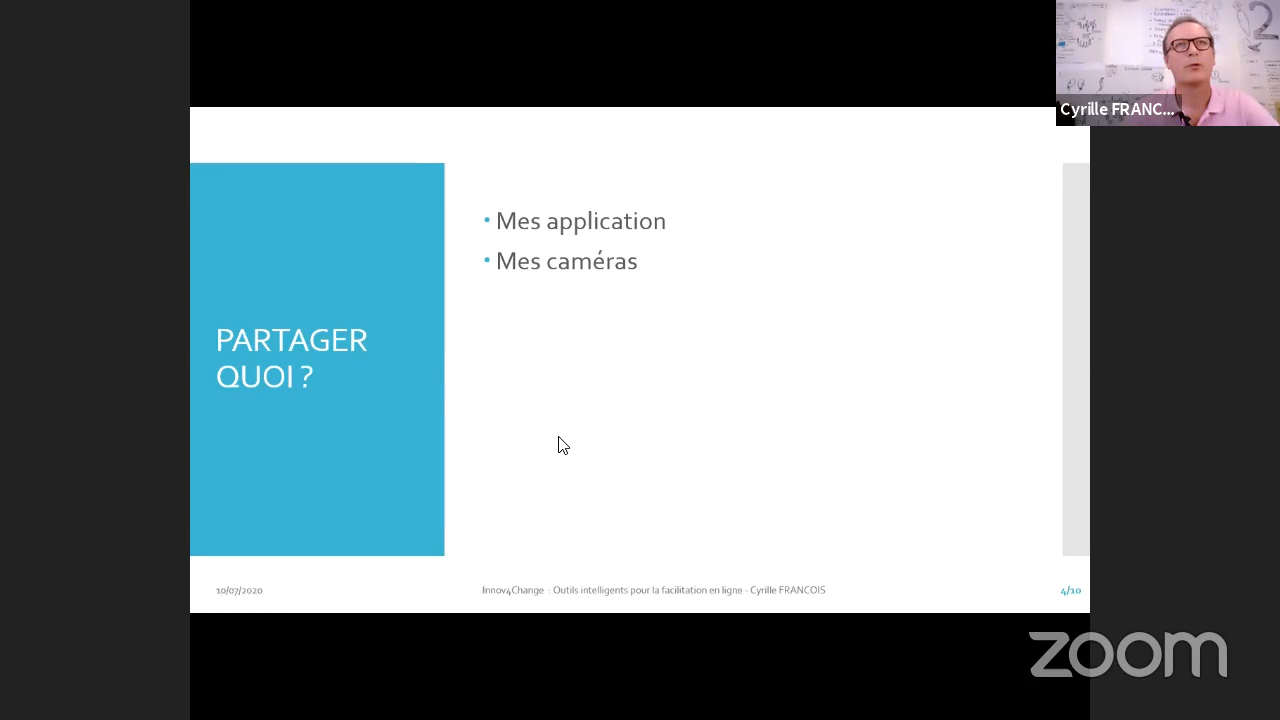 Cyrille FRANC...
• Mes application
• Mes caméras
PARTAGER
QUOI ?
10/07/2020
Innov4Change : Outils intelligents pour la facilitation en ligne - Cyrille FRANCOIS
4/10
zoom